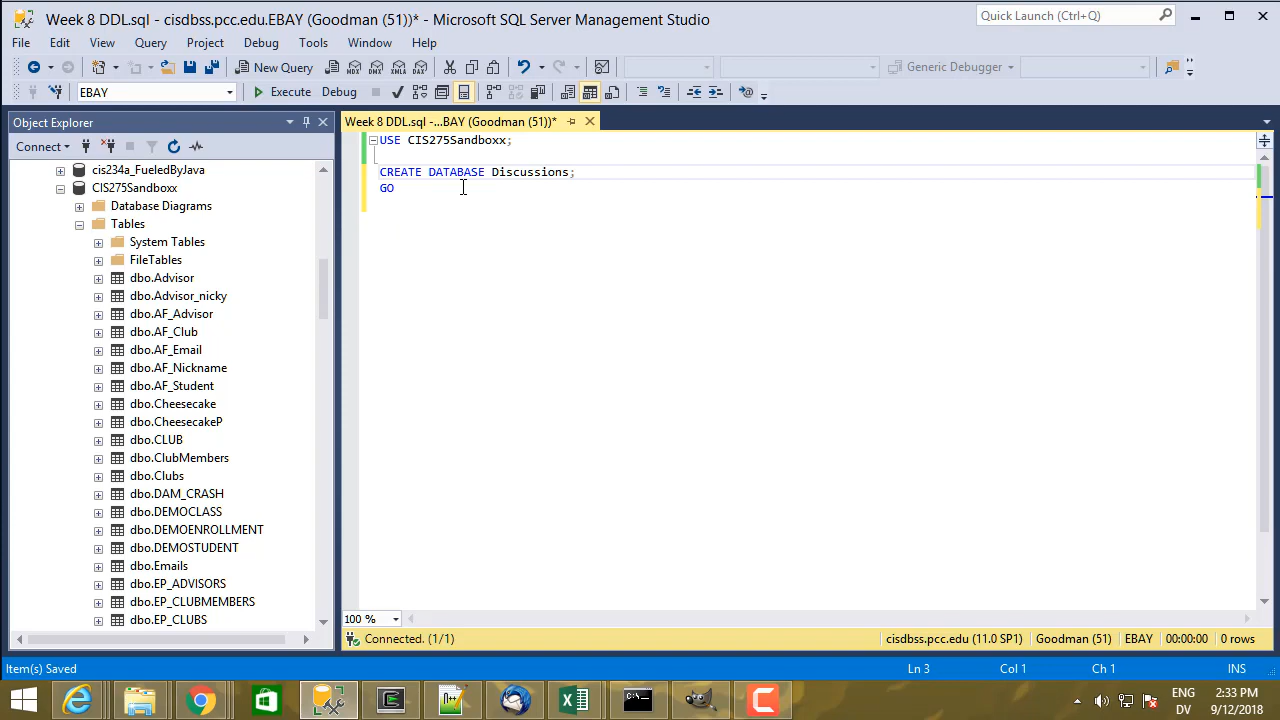 Week 8 DDL.sql - cisdbss.pcc.edu.EBAY (Goodman (51))* - Microsoft SQL Server Management Studio
Quick Launch (Ctrl+Q)
File Edit View Query Project Debug Tools Window Help
New Query
MDX DMX XMLA DAX
Generic Debugger
EBAY
Execute Debug
Object Explorer
Week 8 DDL.sql -...BAY (Goodman (51))*
Connect
USE CIS275Sandboxx;
CREATE DATABASE Discussions;
GO
cis234a_FueledByJava
CIS275Sandboxx
Database Diagrams
Tables
System Tables
FileTables
dbo.Advisor
dbo.Advisor_nicky
dbo.AF_Advisor
dbo.AF_Club
dbo.AF_Email
dbo.AF_Nickname
dbo.AF_Student
dbo.Cheesecake
dbo.CheesecakeP
dbo.CLUB
dbo.ClubMembers
dbo.Clubs
dbo.DAM_CRASH
dbo.DEMOCLASS
dbo.DEMOENROLLMENT
dbo.DEMOSTUDENT
dbo.Emails
dbo.EP_ADVISORS
dbo.EP_CLUBMEMBERS
dbo.EP_CLUBS
100 %
Connected. (1/1)
cisdbss.pcc.edu (11.0 SP1) Goodman (51) EBAY 00:00:00 0 rows
Item(s) Saved
Ln 3 Col 1 Ch 1 INS
ENG
DV
2:33 PM
9/12/2018